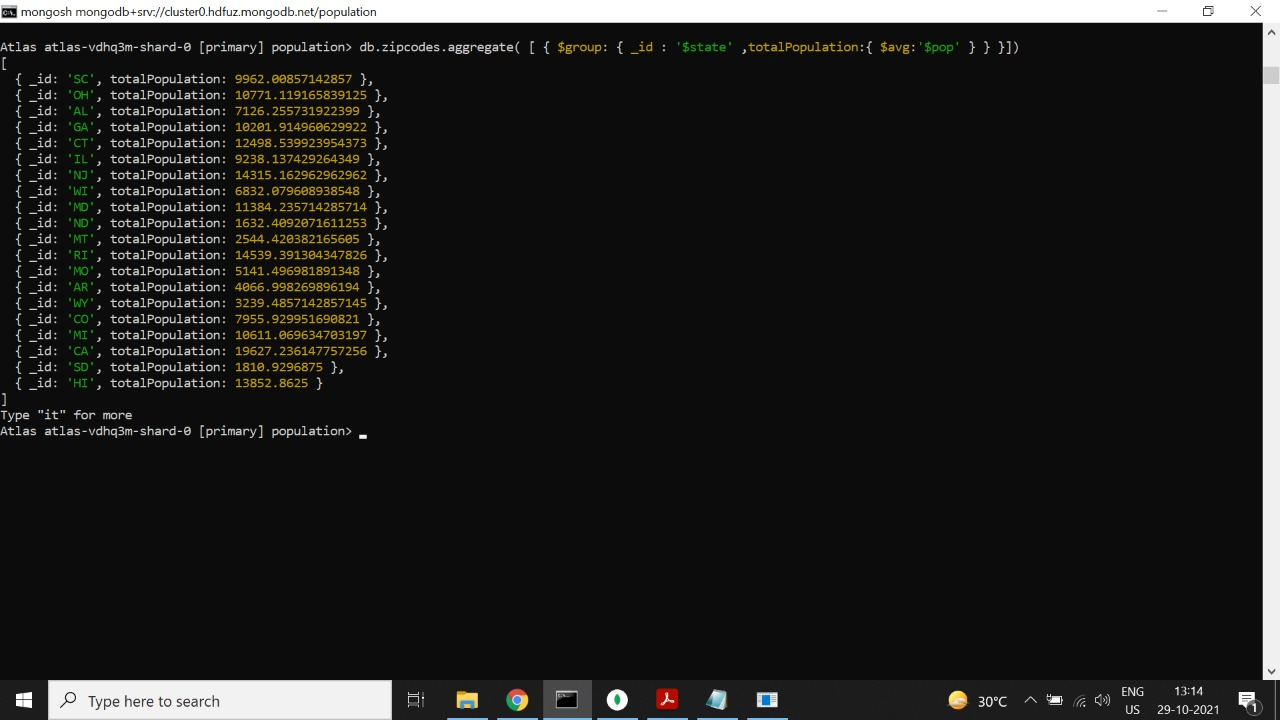 mongosh mongodb+srv://cluster0.hdfuz.mongodb.net/population
Atlas atlas-vdhq3m-shard-0 [primary] population> db.zipcodes.aggregate( [ { $group: { _id : '$state' ,totalPopulation:{ $avg:'$pop' } } }])
[
  { _id: 'SC', totalPopulation: 9962.00857142857 },
  { _id: 'OH', totalPopulation: 10771.119165839125 },
  { _id: 'AL', totalPopulation: 7126.255731922399 },
  { _id: 'GA', totalPopulation: 10201.914960629922 },
  { _id: 'CT', totalPopulation: 12498.539923954373 },
  { _id: 'IL', totalPopulation: 9238.137429264349 },
  { _id: 'NJ', totalPopulation: 14315.162962962962 },
  { _id: 'WI', totalPopulation: 6832.079608938548 },
  { _id: 'MD', totalPopulation: 11384.235714285714 },
  { _id: 'ND', totalPopulation: 1632.4092071611253 },
  { _id: 'MT', totalPopulation: 2544.420382165605 },
  { _id: 'RI', totalPopulation: 14539.391304347826 },
  { _id: 'MO', totalPopulation: 5141.496981891348 },
  { _id: 'AR', totalPopulation: 4066.998269896194 },
  { _id: 'WY', totalPopulation: 3239.4857142857145 },
  { _id: 'CO', totalPopulation: 7955.929951690821 },
  { _id: 'MI', totalPopulation: 10611.069634703197 },
  { _id: 'CA', totalPopulation: 19627.236147757256 },
  { _id: 'SD', totalPopulation: 1810.9296875 },
  { _id: 'HI', totalPopulation: 13852.8625 }
]
Type "it" for more
Atlas atlas-vdhq3m-shard-0 [primary] population>
Type here to search
30°C
ENG
US
13:14
29-10-2021
1